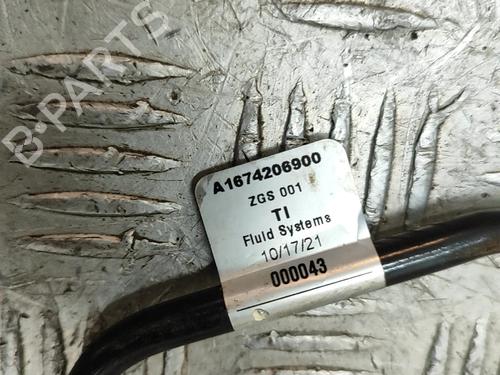 B-PARTS
A1674206900
ZGS 001
TI
Fluid Systems
10/17/21
000043